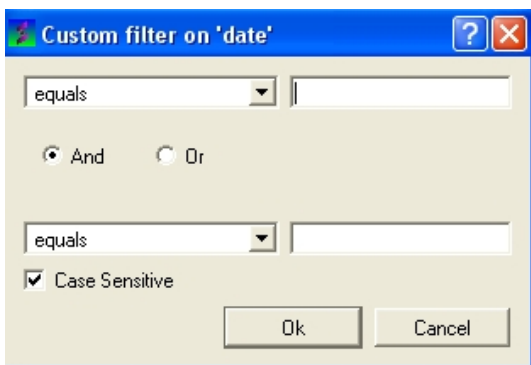 Custom filter on 'date'
equals
And Or
equals
Case Sensitive
Ok Cancel